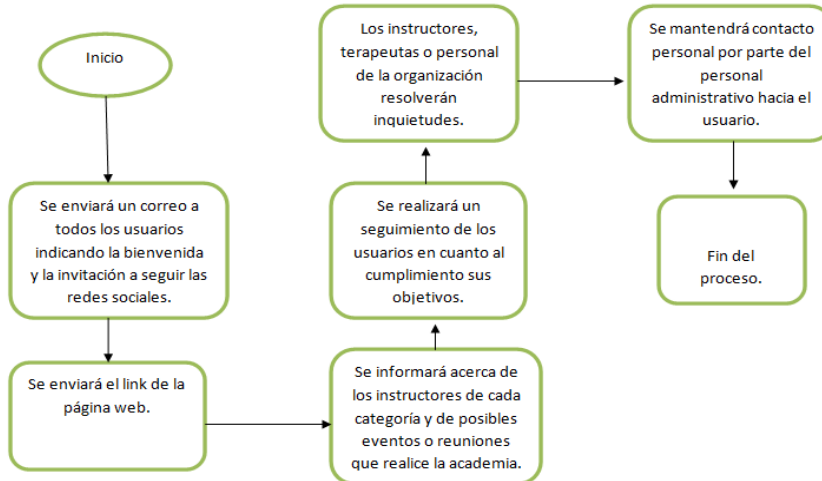 Inicio
Se enviará un correo a
todos los usuarios
indicando la bienvenida
y la invitación a seguir las
redes sociales.
Se enviará el link de la
página web.
Se informará acerca de
los instructores de cada
categoría y de posibles
eventos o reuniones
que realice la academia.
Se realizará un
seguimiento de los
usuarios en cuanto al
cumplimiento sus
objetivos.
Los instructores,
terapeutas o personal
de la organización
resolverán
inquietudes.
Se mantendrá contacto
personal por parte del
personal
administrativo hacia el
usuario.
Fin del
proceso.